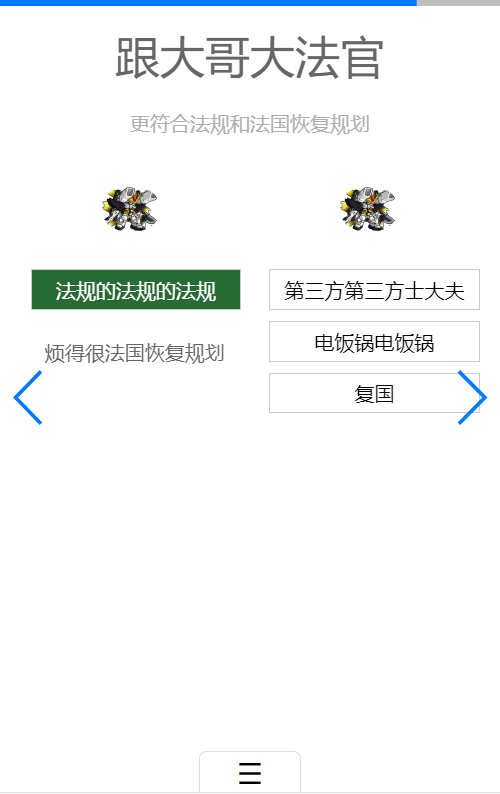 跟大哥大法官
更符合法规和法国恢复规划
法规的法规的法规
烦得很法国恢复规划
第三方第三方士大夫
电饭锅电饭锅
复国